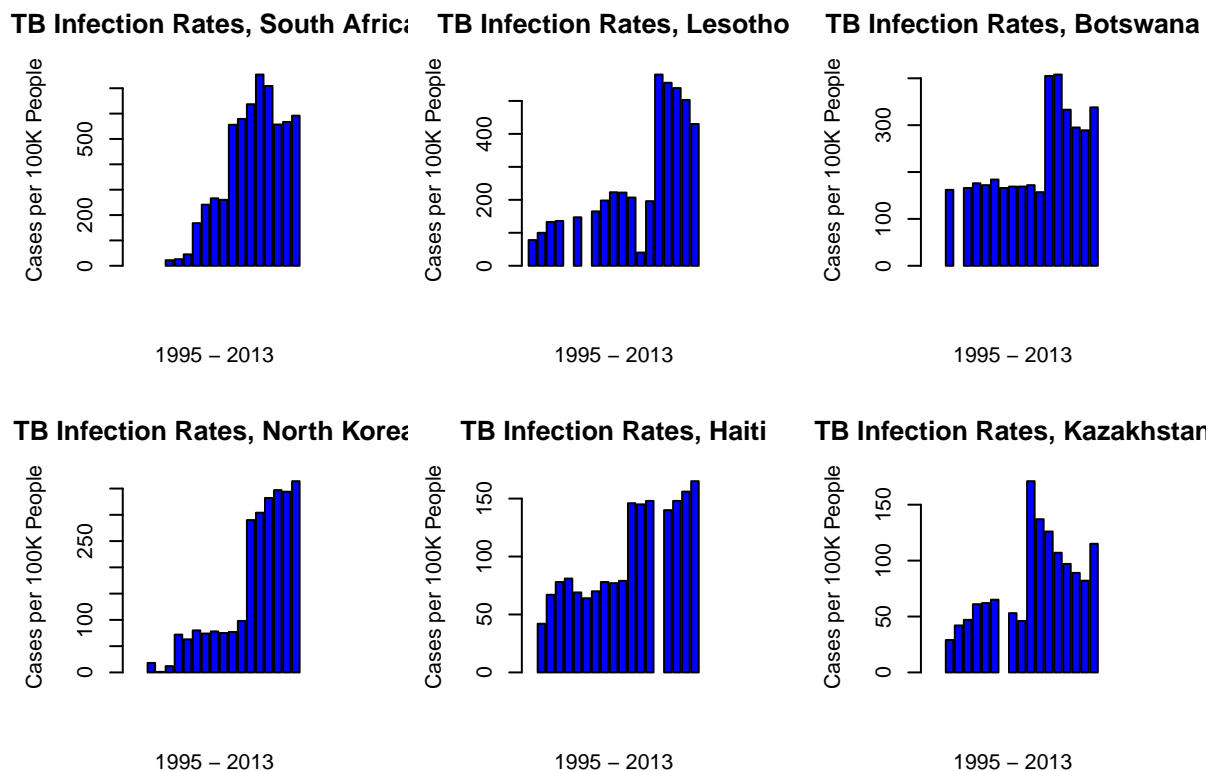 TB Infection Rates, South Africa
TB Infection Rates, Lesotho
TB Infection Rates, Botswana
Cases per 100K People
0
200
500
Cases per 100K People
0
200
400
Cases per 100K People
0
100
300
1995 – 2013
1995 – 2013
1995 – 2013
TB Infection Rates, North Korea
TB Infection Rates, Haiti
TB Infection Rates, Kazakhstan
Cases per 100K People
0
100
250
Cases per 100K People
0
50
100
150
Cases per 100K People
0
50
100
150
1995 – 2013
1995 – 2013
1995 – 2013